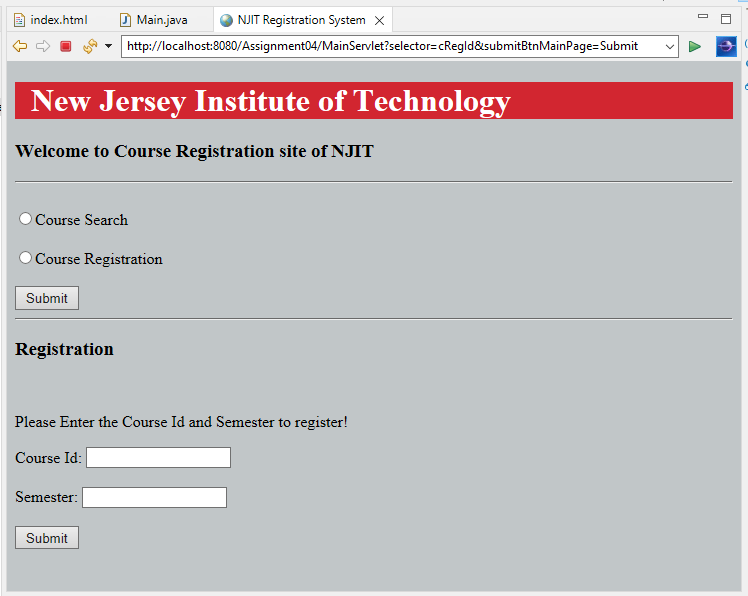 index.html Main.java NJIT Registration System
http://localhost:8080/Assignment04/MainServlet?selector=cRegId&submitBtnMainPage=Submit
New Jersey Institute of Technology
Welcome to Course Registration site of NJIT
Course Search
Course Registration
Submit
Registration
Please Enter the Course Id and Semester to register!
Course Id:
Semester:
Submit